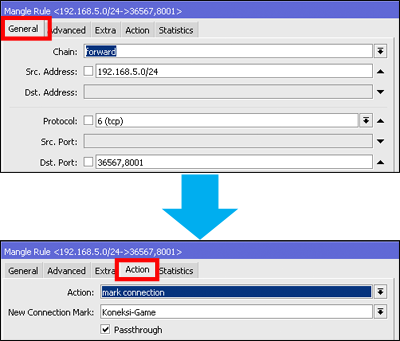 Mangle Rule <192.168.5.0/24->36567,8001>
General Advanced Extra Action Statistics
Chain: forward
Src. Address: 192.168.5.0/24
Dst. Address:
Protocol: 6 (tcp)
Src. Port:
Dst. Port: 36567,8001
Mangle Rule <192.168.5.0/24->36567,8001>
General Advanced Extra Action Statistics
Action: mark connection
New Connection Mark: Koneksi-Game
Passthrough